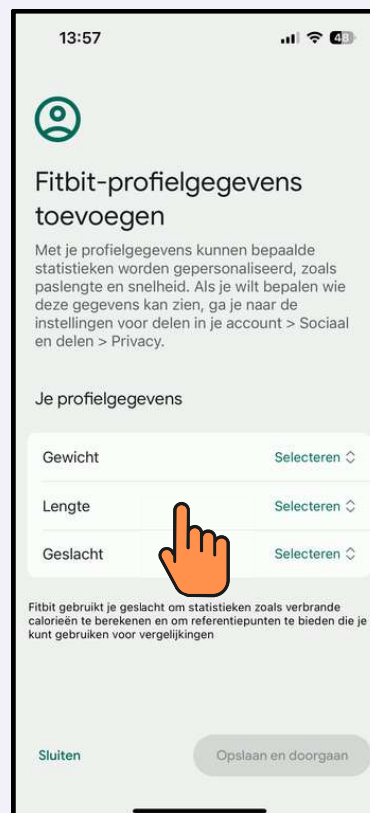 13:57
Fitbit-profielgegevens
toevoegen
Met je profielgegevens kunnen bepaalde
statistieken worden gepersonaliseerd, zoals
paslengte en snelheid. Als je wilt bepalen wie
deze gegevens kan zien, ga je naar de
instellingen voor delen in je account > Sociaal
en delen > Privacy.
Je profielgegevens
Gewicht Selecteren
Lengte Selecteren
Geslacht Selecteren
Fitbit gebruikt je geslacht om statistieken zoals verbrande
calorieën te berekenen en om referentiepunten te bieden die je
kunt gebruiken voor vergelijkingen
Sluiten Opslaan en doorgaan